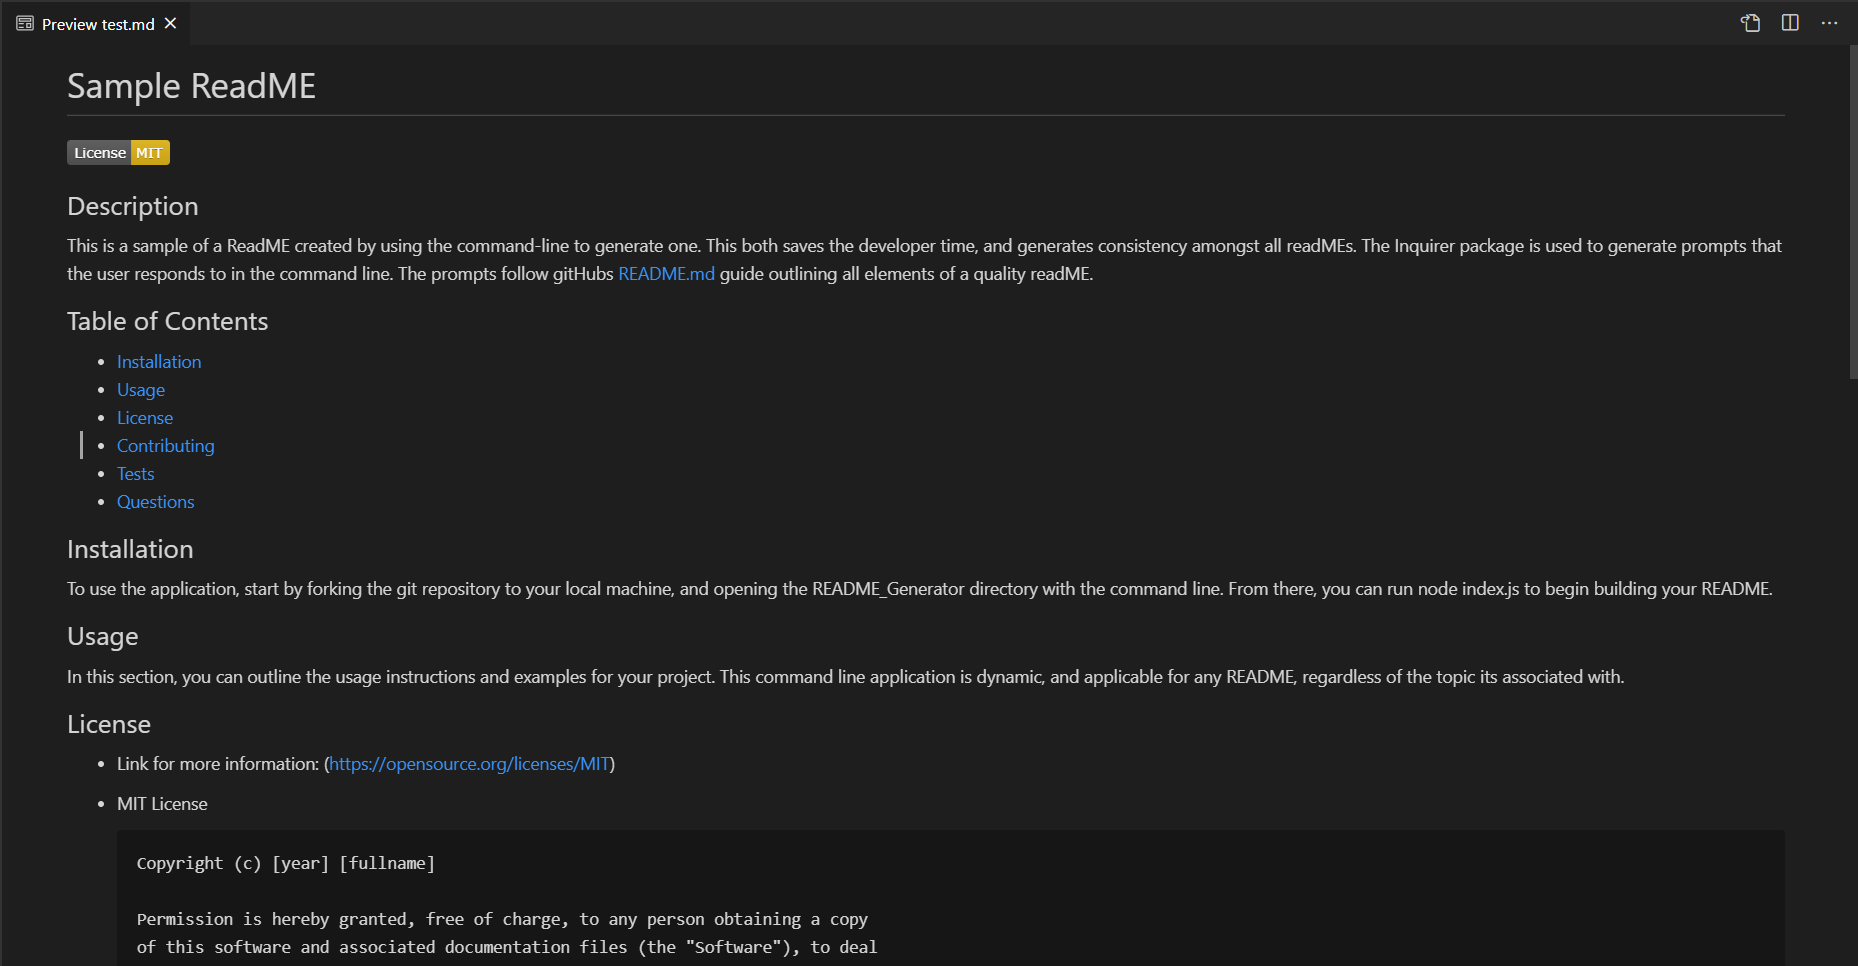 Preview test.md
Sample ReadME
License MIT
Description
This is a sample of a ReadME created by using the command-line to generate one. This both saves the developer time, and generates consistency amongst all readMEs. The Inquirer package is used to generate prompts that
the user responds to in the command line. The prompts follow gitHubs README.md guide outlining all elements of a quality readME.
Table of Contents
• Installation
• Usage
• License
• Contributing
• Tests
• Questions
Installation
To use the application, start by forking the git repository to your local machine, and opening the README_Generator directory with the command line. From there, you can run node index.js to begin building your README.
Usage
In this section, you can outline the usage instructions and examples for your project. This command line application is dynamic, and applicable for any README, regardless of the topic its associated with.
License
• Link for more information: (https://opensource.org/licenses/MIT)
• MIT License
Copyright (c) [year] [fullname]
Permission is hereby granted, free of charge, to any person obtaining a copy
of this software and associated documentation files (the "Software"), to deal